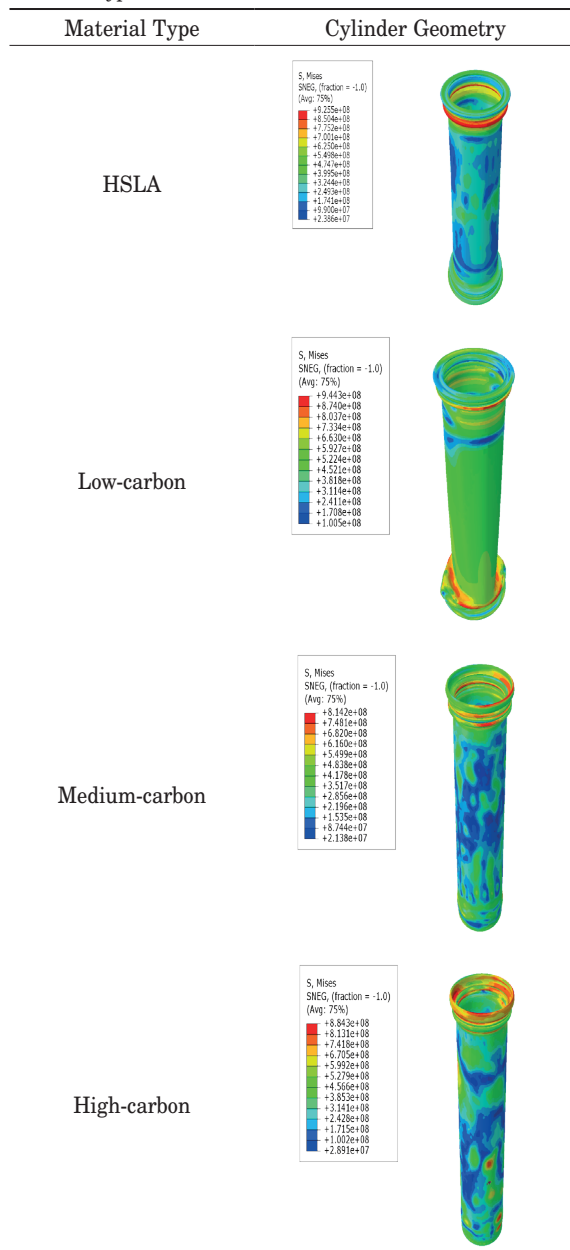 Material Type Cylinder Geometry
HSLA
S, Mises
SNEG, (fraction = -1.0)
(Avg: 75%)
+9.255e+08
+8.504e+08
+7.752e+08
+7.001e+08
+6.250e+08
+5.498e+08
+4.747e+08
+3.995e+08
+3.244e+08
+2.493e+08
+1.741e+08
+9.900e+07
+2.386e+07
Low-carbon
S, Mises
SNEG, (fraction = -1.0)
(Avg: 75%)
+9.443e+08
+8.740e+08
+8.037e+08
+7.334e+08
+6.630e+08
+5.927e+08
+5.224e+08
+4.521e+08
+3.818e+08
+3.114e+08
+2.411e+08
+1.708e+08
+1.005e+08
Medium-carbon
S, Mises
SNEG, (fraction = -1.0)
(Avg: 75%)
+8.142e+08
+7.481e+08
+6.820e+08
+6.160e+08
+5.499e+08
+4.838e+08
+4.178e+08
+3.517e+08
+2.856e+08
+2.196e+08
+1.535e+08
+8.744e+07
+2.138e+07
High-carbon
S, Mises
SNEG, (fraction = -1.0)
(Avg: 75%)
+8.843e+08
+8.131e+08
+7.418e+08
+6.705e+08
+5.992e+08
+5.279e+08
+4.566e+08
+3.853e+08
+3.141e+08
+2.428e+08
+1.715e+08
+1.002e+08
+2.891e+07